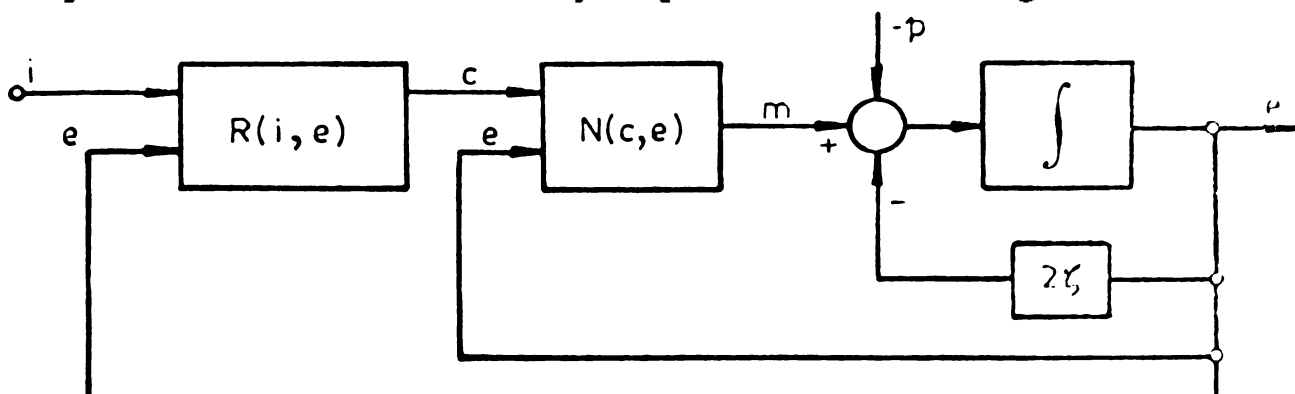 i
e
R(i, e)
c
e
N(c,e)
m
+
-p
-
∫
2ζ